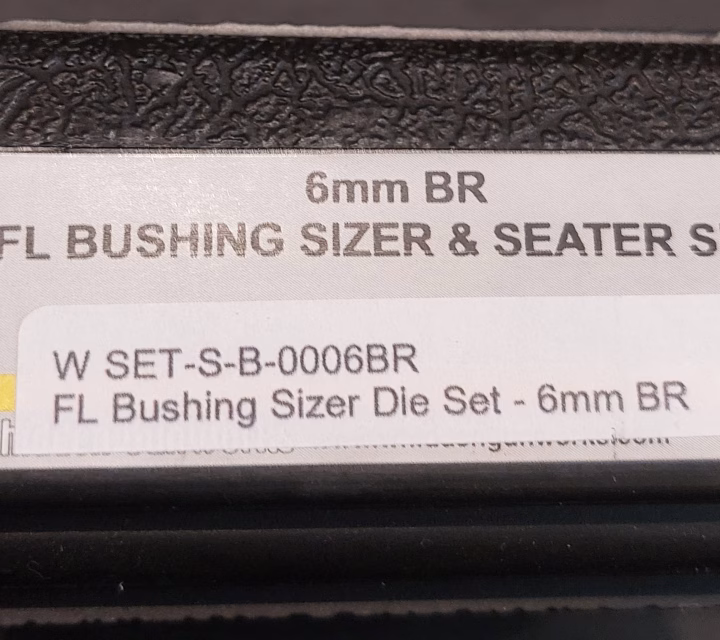 6mm BR
FL BUSHING SIZER & SEATER S
W SET-S-B-0006BR
FL Bushing Sizer Die Set - 6mm BR